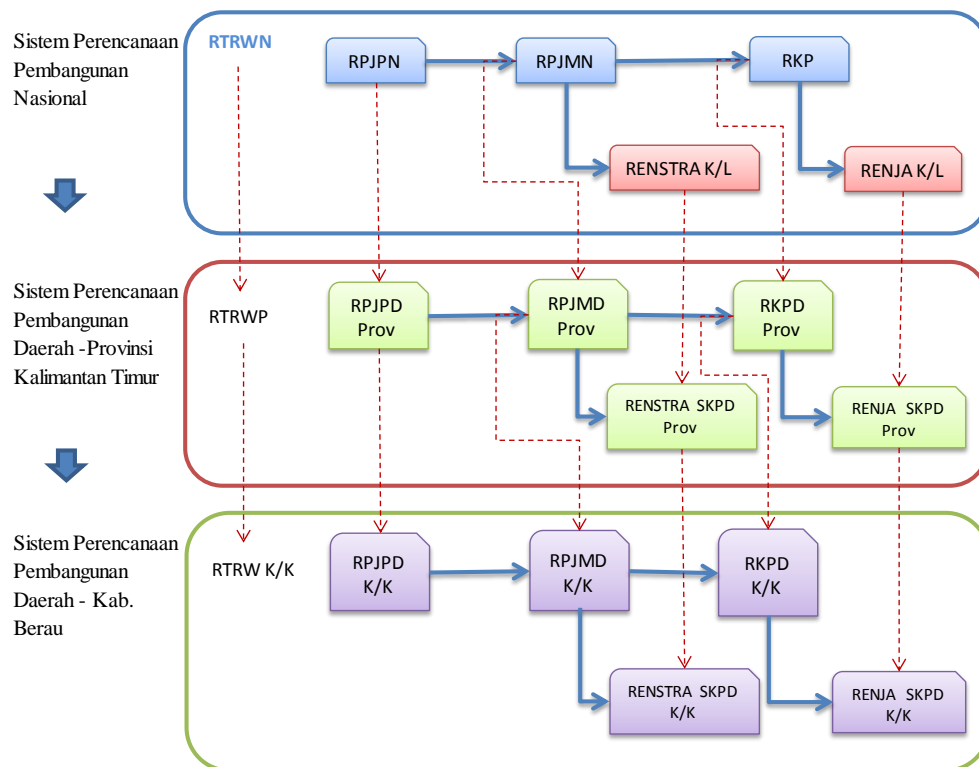 Sistem Perencanaan
Pembangunan
Nasional
RTRWN
RPJPN
RPJMN
RKP
RENSTRA K/L
RENJA K/L
Sistem Perencanaan
Pembangunan
Daerah -Provinsi
Kalimantan Timur
RTRWP
RPJPD
Prov
RPJMD
Prov
RKPD
Prov
RENSTRA SKPD
Prov
RENJA SKPD
Prov
Sistem Perencanaan
Pembangunan
Daerah - Kab.
Berau
RTRW K/K
RPJPD
K/K
RPJMD
K/K
RKPD
K/K
RENSTRA SKPD
K/K
RENJA SKPD
K/K